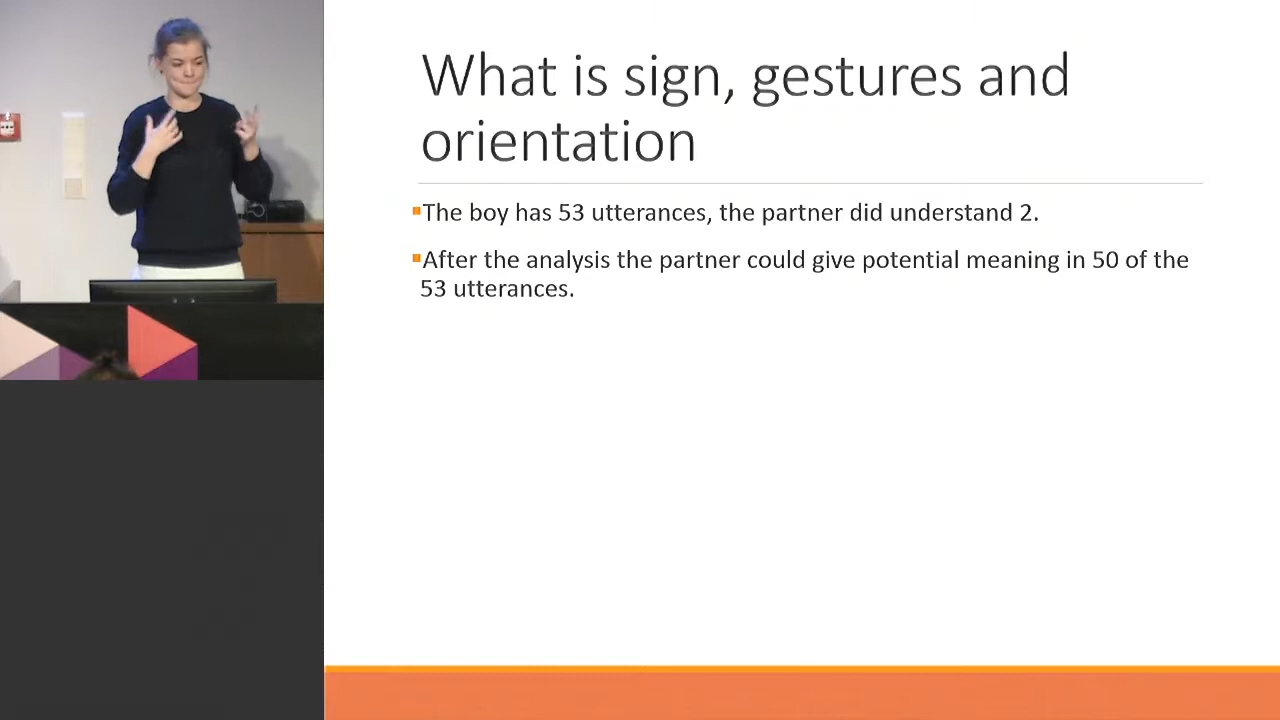 What is sign, gestures and
orientation
▪The boy has 53 utterances, the partner did understand 2.
▪After the analysis the partner could give potential meaning in 50 of the
53 utterances.